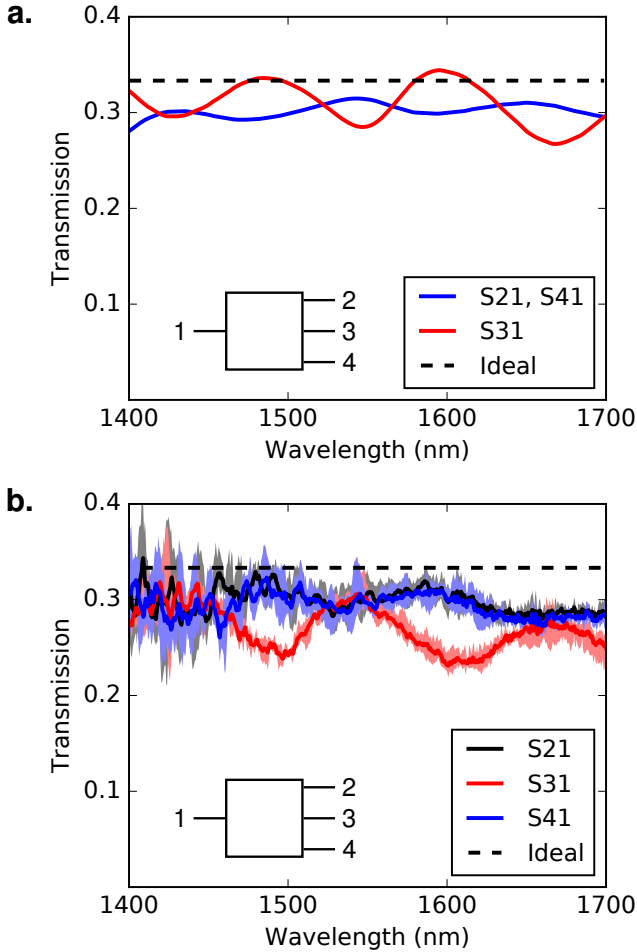 a.
0.4
0.3
0.2
0.1
Transmission
1
2
3
4
S21, S41
S31
Ideal
1400 1500 1600 1700
Wavelength (nm)
b.
0.4
0.3
0.2
0.1
Transmission
1
2
3
4
S21
S31
S41
Ideal
1400 1500 1600 1700
Wavelength (nm)